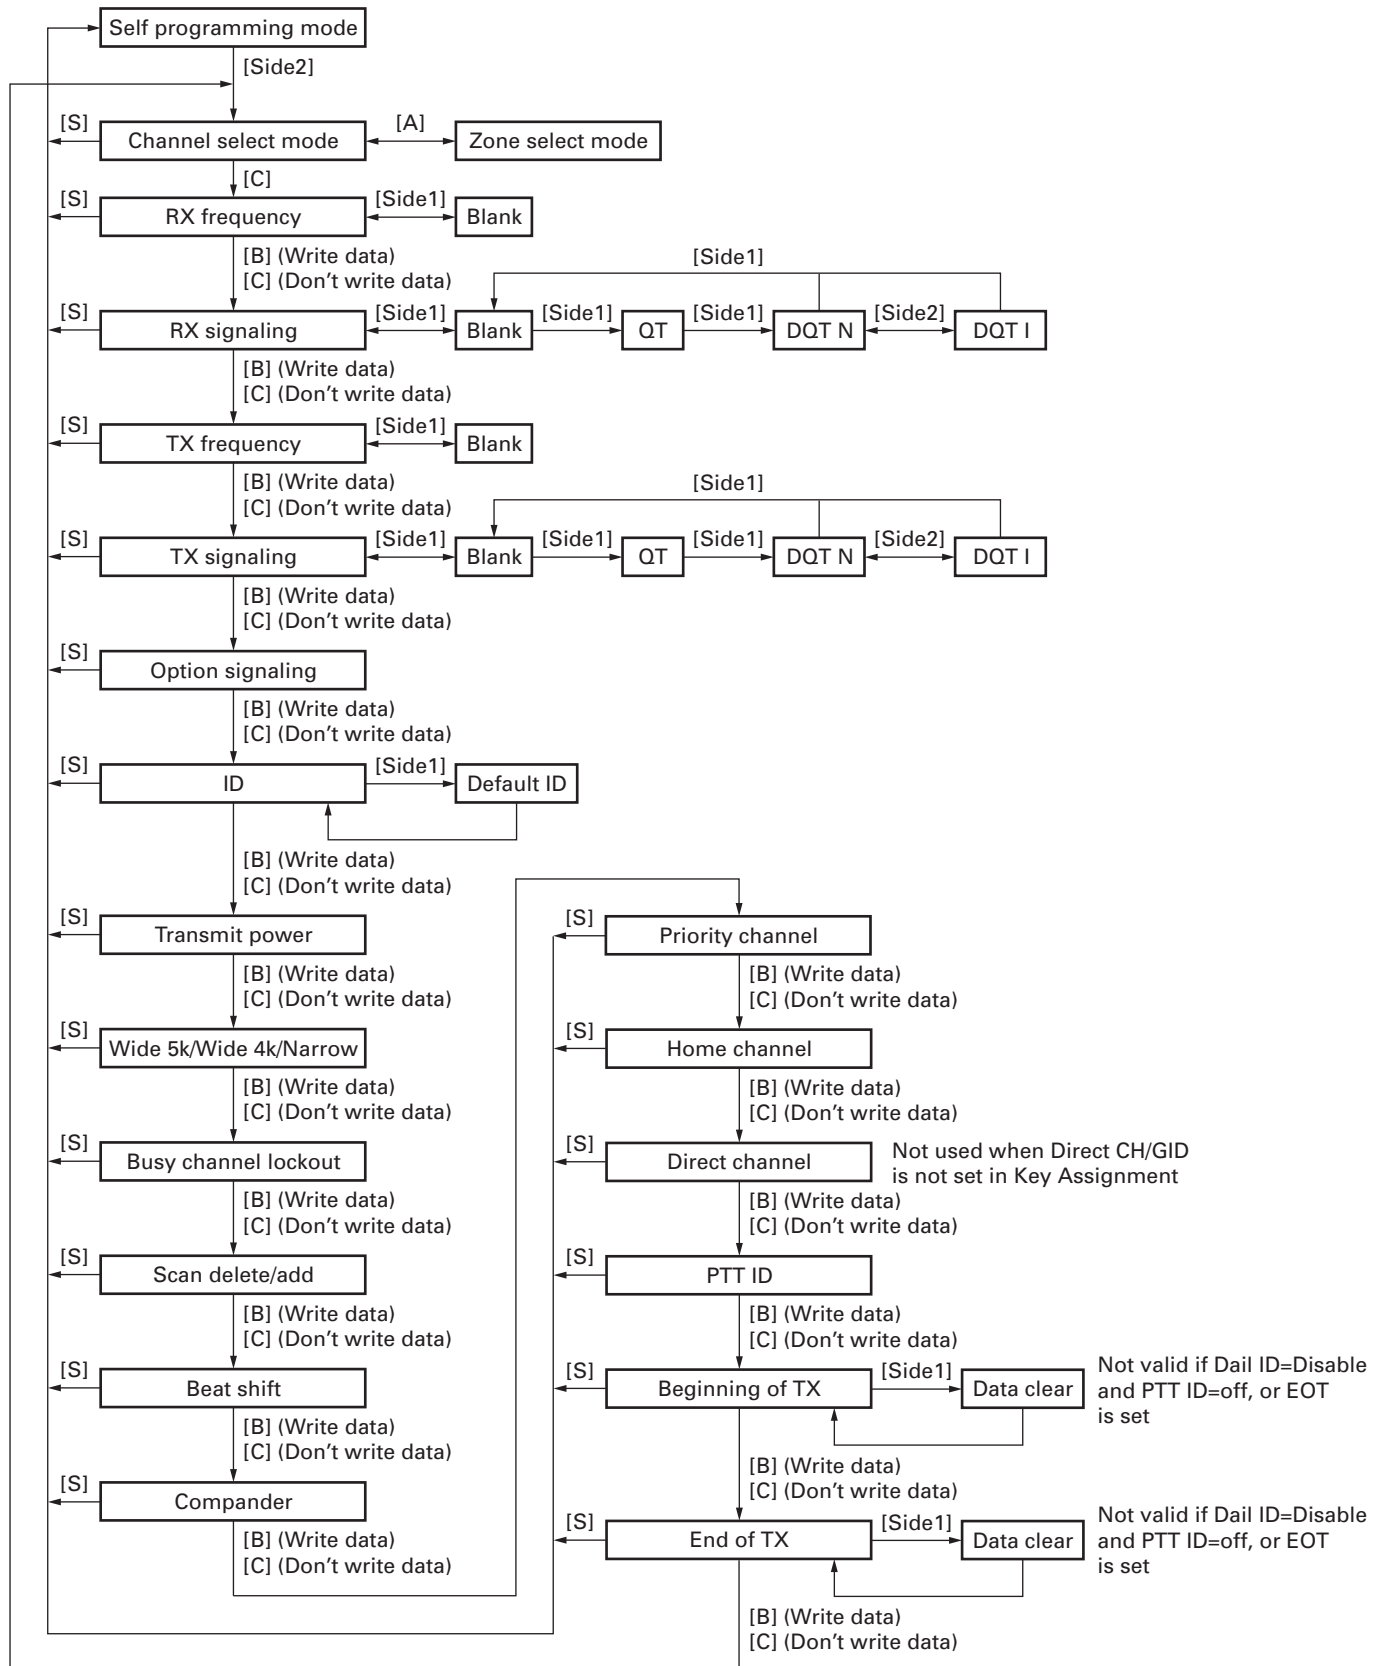 Self programming mode
[Side2]
[S]
Channel select mode
[A]
Zone select mode
[C]
[S]
RX frequency
[Side1]
Blank
[B] (Write data)
[C] (Don't write data)
[Side1]
[S]
RX signaling
[Side1]
Blank
[Side1]
QT
[Side1]
DQT N
[Side2]
DQT I
[B] (Write data)
[C] (Don't write data)
[S]
TX frequency
[Side1]
Blank
[B] (Write data)
[C] (Don't write data)
[Side1]
[S]
TX signaling
[Side1]
Blank
[Side1]
QT
[Side1]
DQT N
[Side2]
DQT I
[B] (Write data)
[C] (Don't write data)
[S]
Option signaling
[B] (Write data)
[C] (Don't write data)
[S]
ID
[Side1]
Default ID
[B] (Write data)
[C] (Don't write data)
[S]
Transmit power
[B] (Write data)
[C] (Don't write data)
[S]
Wide 5k/Wide 4k/Narrow
[B] (Write data)
[C] (Don't write data)
[S]
Busy channel lockout
[B] (Write data)
[C] (Don't write data)
[S]
Scan delete/add
[B] (Write data)
[C] (Don't write data)
[S]
Beat shift
[B] (Write data)
[C] (Don't write data)
[S]
Compander
[B] (Write data)
[C] (Don't write data)
[S]
Priority channel
[B] (Write data)
[C] (Don't write data)
[S]
Home channel
[B] (Write data)
[C] (Don't write data)
[S]
Direct channel
Not used when Direct CH/GID
is not set in Key Assignment
[B] (Write data)
[C] (Don't write data)
[S]
PTT ID
[B] (Write data)
[C] (Don't write data)
[S]
Beginning of TX
[Side1]
Data clear
Not valid if Dail ID=Disable
and PTT ID=off, or EOT
is set
[B] (Write data)
[C] (Don't write data)
[S]
End of TX
[Side1]
Data clear
Not valid if Dail ID=Disable
and PTT ID=off, or EOT
is set
[B] (Write data)
[C] (Don't write data)